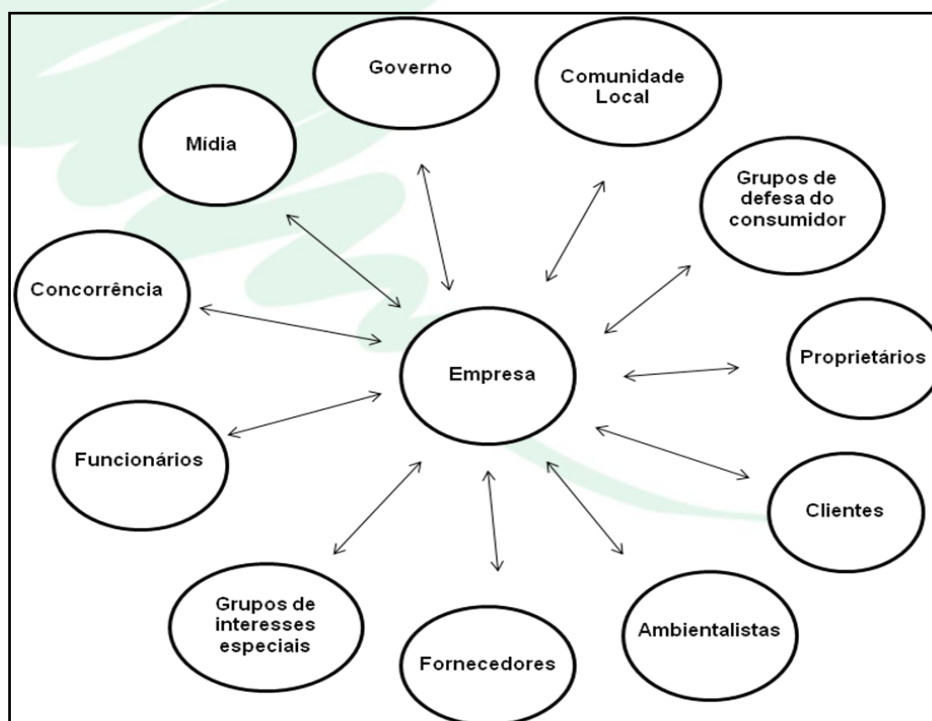 Governo
Comunidade
Local
Mídia
Grupos de
defesa do
consumidor
Concorrência
Empresa
Proprietários
Funcionários
Clientes
Grupos de
interesses
especiais
Fornecedores
Ambientalistas